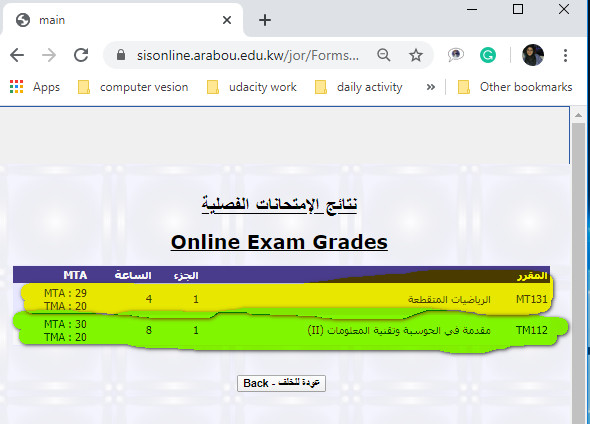 main
sisonline.arabou.edu.kw/jor/Forms...
Apps computer vesion udacity work daily activity » Other bookmarks
نتائج الإمتحانات الفصلية
Online Exam Grades
المقرر الجزء الساعة MTA
MT131 الرياضيات المتقطعة 1 4 MTA : 29
TMA : 20
TM112 مقدمة في الحوسبة وتقنية المعلومات (II) 1 8 MTA : 30
TMA : 20
عودة للخلف - Back